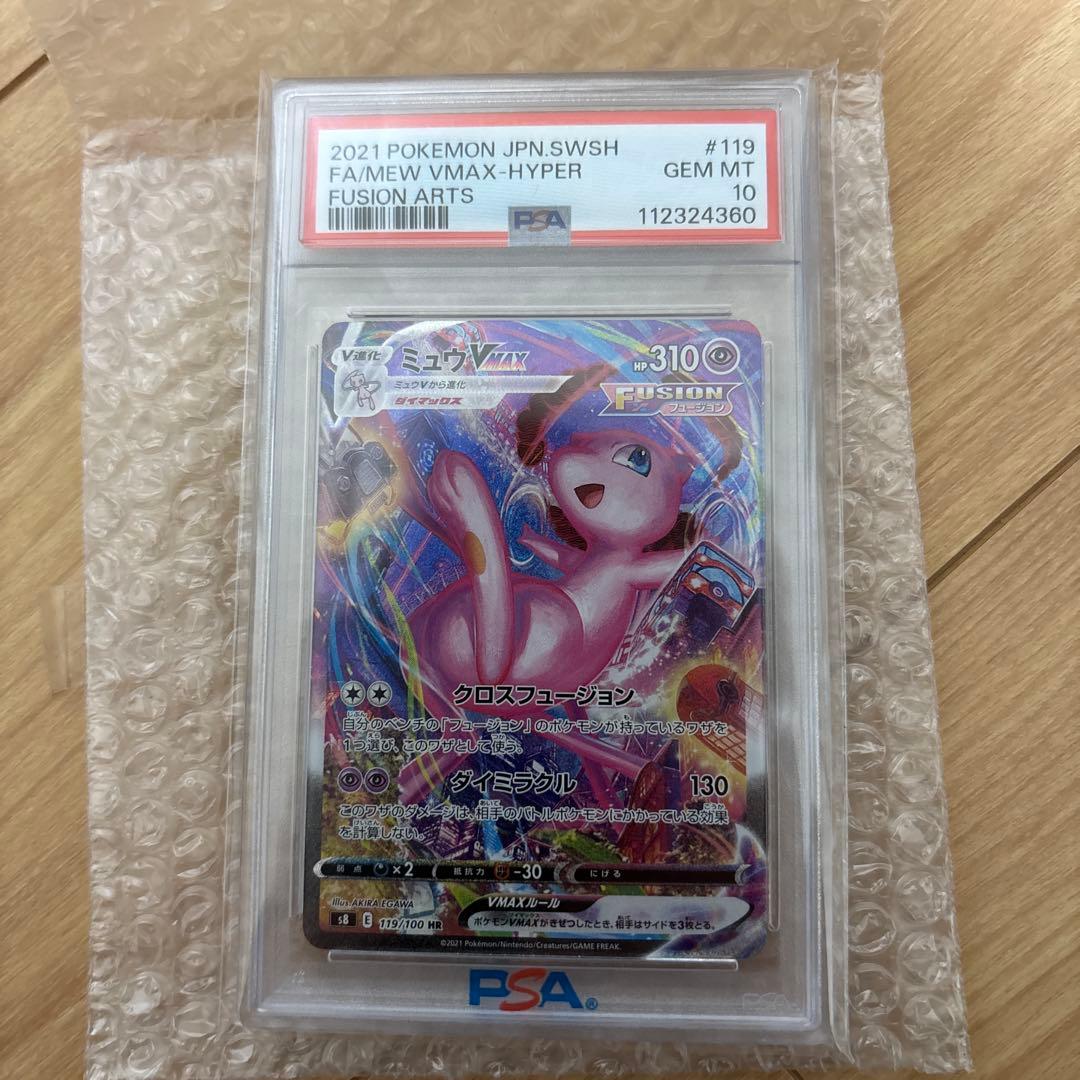 2021 POKEMON JPN.SWSH #119
FA/MEW VMAX-HYPER GEM MT
FUSION ARTS 10
PSA 112324360
V進化 ミュウVMAX HP310
ミュウVから進化
ダイマックス
FUSION
フュージョン
クロスフュージョン
自分のベンチの「フュージョン」のポケモンが持っているワザを
1つ選び、このワザとして使う。
ダイミラクル 130
このワザのダメージは、相手のバトルポケモンにかかっている効果
を計算しない。
弱点 ×2 抵抗力 -30 にげる
Illus. AKIRA EGAWA
VMAXルール
s8 E 119/100 HR
ポケモンVMAXがきぜつしたとき、相手はサイドを3枚とる。
©2021 Pokémon/Nintendo/Creatures/GAME FREAK.
PSA®